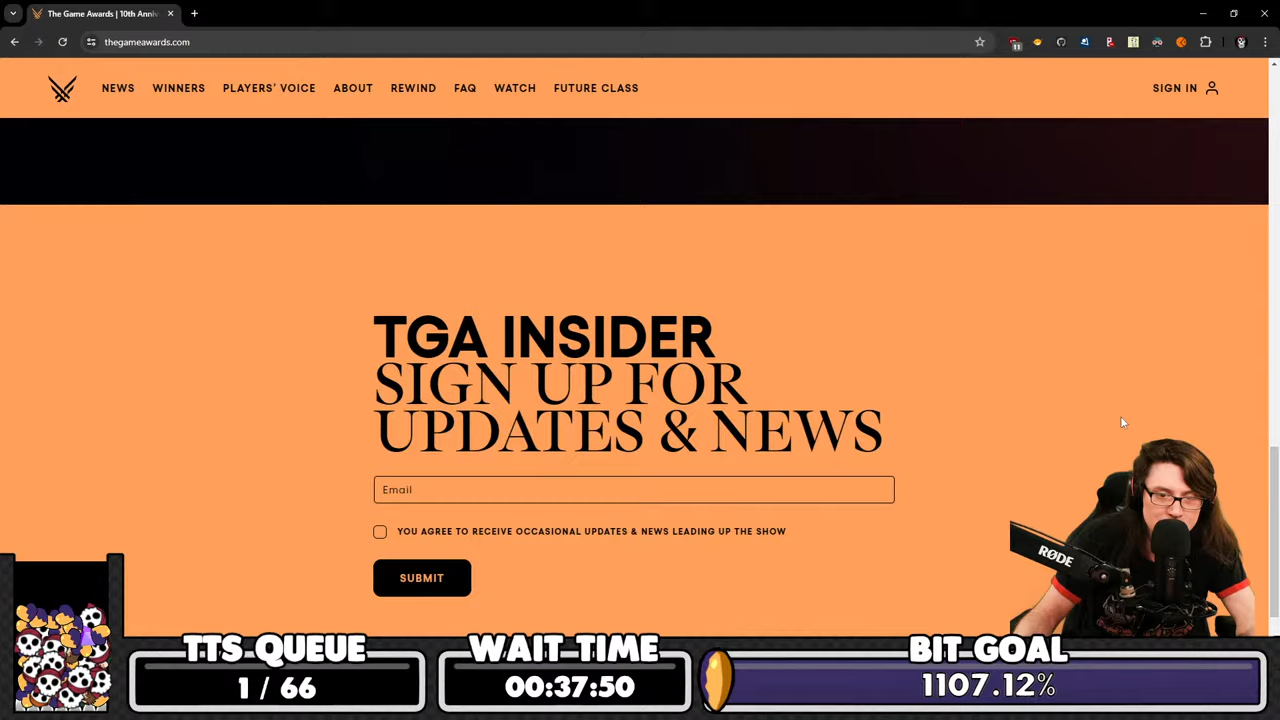 The Game Awards | 10th Anni
thegameawards.com
11
NEWS WINNERS PLAYERS' VOICE ABOUT REWIND FAQ WATCH FUTURE CLASS SIGN IN
TGA INSIDER
SIGN UP FOR
UPDATES & NEWS
Email
YOU AGREE TO RECEIVE OCCASIONAL UPDATES & NEWS LEADING UP THE SHOW
SUBMIT
RØDE
TTS QUEUE WAIT TIME BIT GOAL
1 / 66 00:37:50 1107.12%